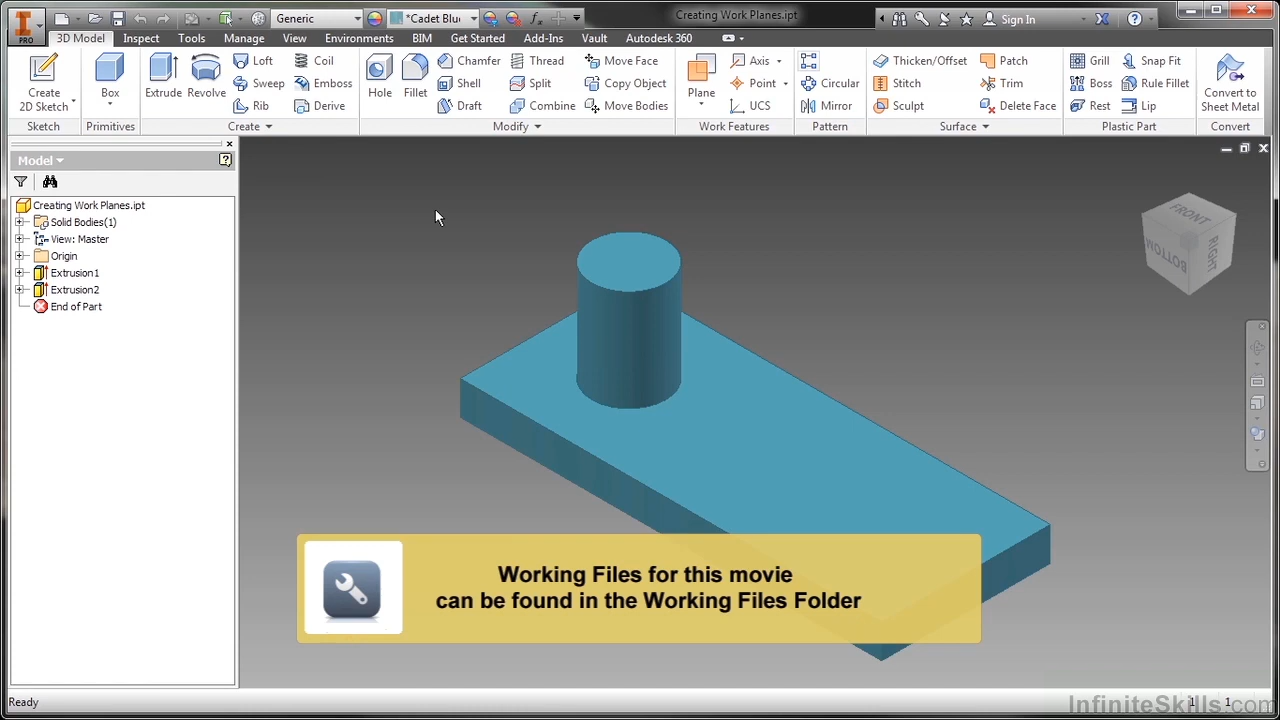 PRO
Generic
*Cadet Blu
fx
Creating Work Planes.ipt
Sign In
3D Model Inspect Tools Manage View Environments BIM Get Started Add-Ins Vault Autodesk 360
Create
2D Sketch
Box
Extrude
Revolve
Loft
Sweep
Rib
Coil
Emboss
Derive
Hole
Fillet
Chamfer
Shell
Draft
Thread
Split
Combine
Move Face
Copy Object
Move Bodies
Plane
Axis
Point
UCS
Circular
Mirror
Thicken/Offset
Stitch
Sculpt
Patch
Trim
Delete Face
Grill
Boss
Rest
Snap Fit
Rule Fillet
Lip
Convert to
Sheet Metal
Sketch Primitives Create Modify Work Features Pattern Surface Plastic Part Convert
Model
Creating Work Planes.ipt
Solid Bodies(1)
View: Master
Origin
Extrusion1
Extrusion2
End of Part
FRONT
RIGHT
BOTTOM
Working Files for this movie
can be found in the Working Files Folder
Ready
1 1
InfiniteSkills.com